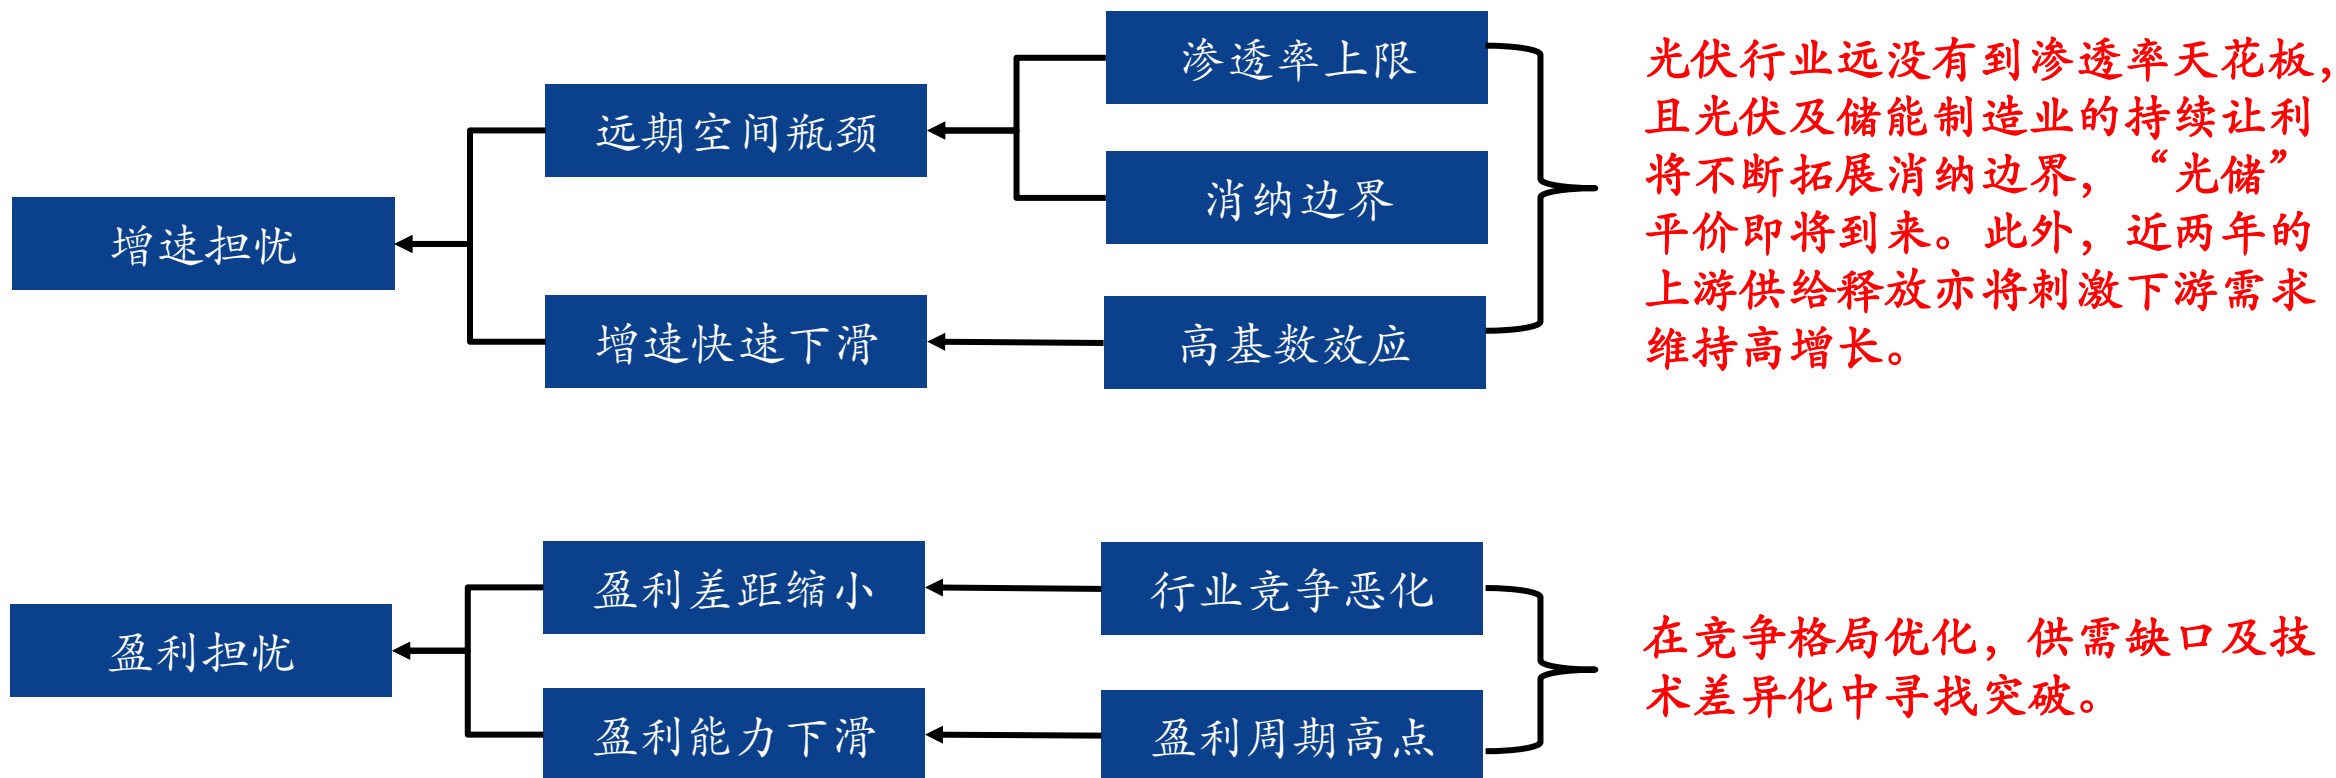 渗透率上限
远期空间瓶颈
消纳边界
增速担忧
增速快速下滑
高基数效应
光伏行业远没有到渗透率天花板，
且光伏及储能制造业的持续让利
将不断拓展消纳边界，“光储”
平价即将到来。此外，近两年的
上游供给释放亦将刺激下游需求
维持高增长。
盈利差距缩小
行业竞争恶化
盈利担忧
盈利能力下滑
盈利周期高点
在竞争格局优化，供需缺口及技
术差异化中寻找突破。